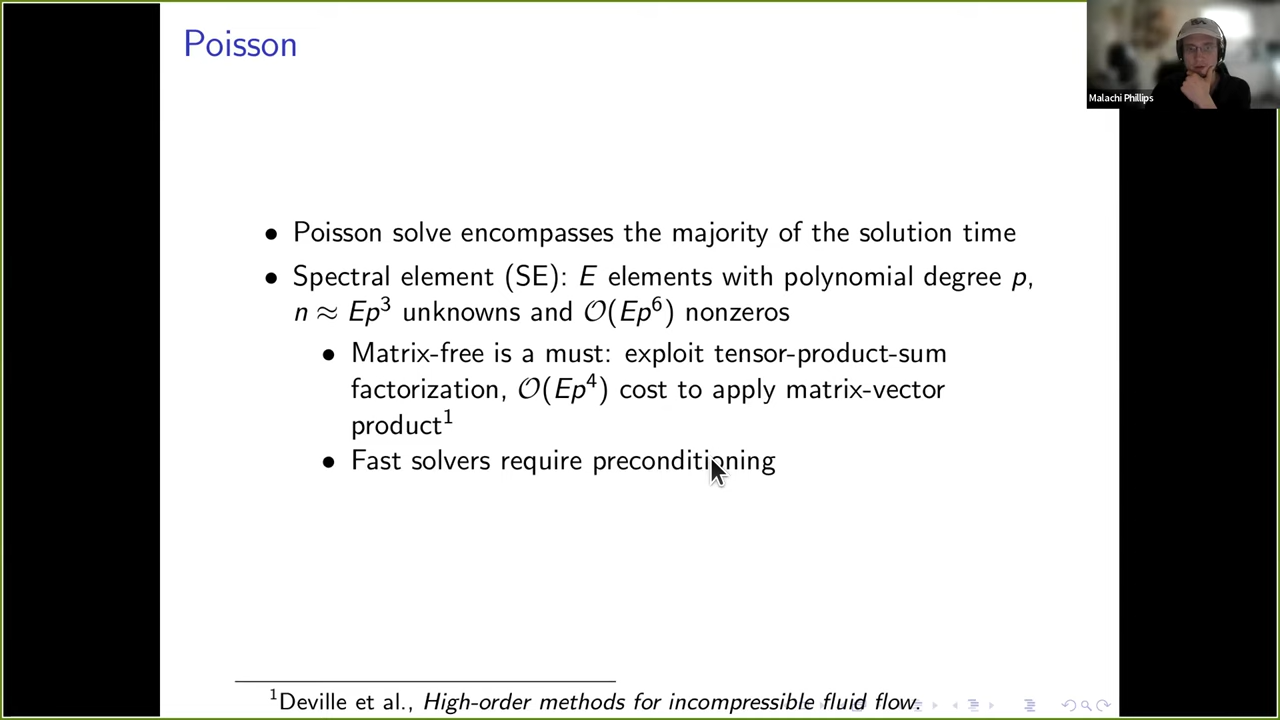 Poisson
Malachi Phillips
• Poisson solve encompasses the majority of the solution time
• Spectral element (SE): E elements with polynomial degree p,
n ≈ Ep³ unknowns and 𝒪(Ep⁶) nonzeros
• Matrix-free is a must: exploit tensor-product-sum
factorization, 𝒪(Ep⁴) cost to apply matrix-vector
product¹
• Fast solvers require preconditioning
¹Deville et al., High-order methods for incompressible fluid flow.